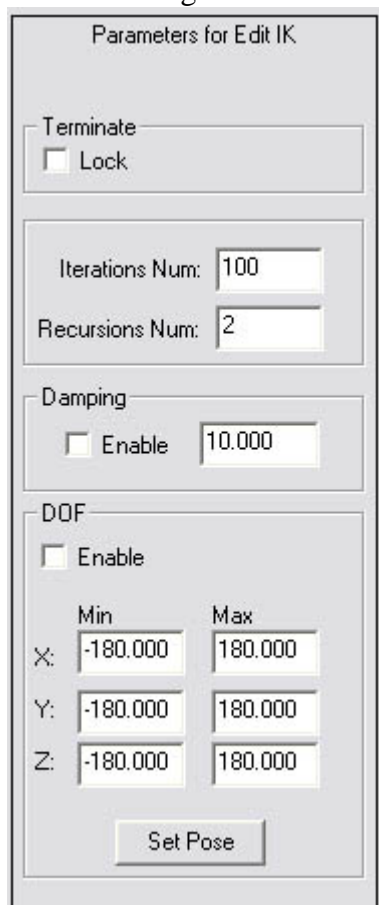 Parameters for Edit IK
Terminate
Lock
Iterations Num: 100
Recursions Num: 2
Damping
Enable 10.000
DOF
Enable
Min Max
X: -180.000 180.000
Y: -180.000 180.000
Z: -180.000 180.000
Set Pose